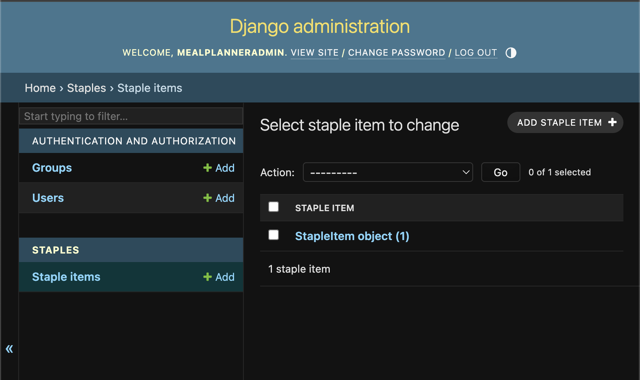 Django administration
WELCOME, MEALPLANNERADMIN. VIEW SITE / CHANGE PASSWORD / LOG OUT
Home › Staples › Staple items
Start typing to filter...
AUTHENTICATION AND AUTHORIZATION
Groups + Add
Users + Add
STAPLES
Staple items + Add
«
Select staple item to change
ADD STAPLE ITEM +
Action: --------- Go 0 of 1 selected
STAPLE ITEM
StapleItem object (1)
1 staple item